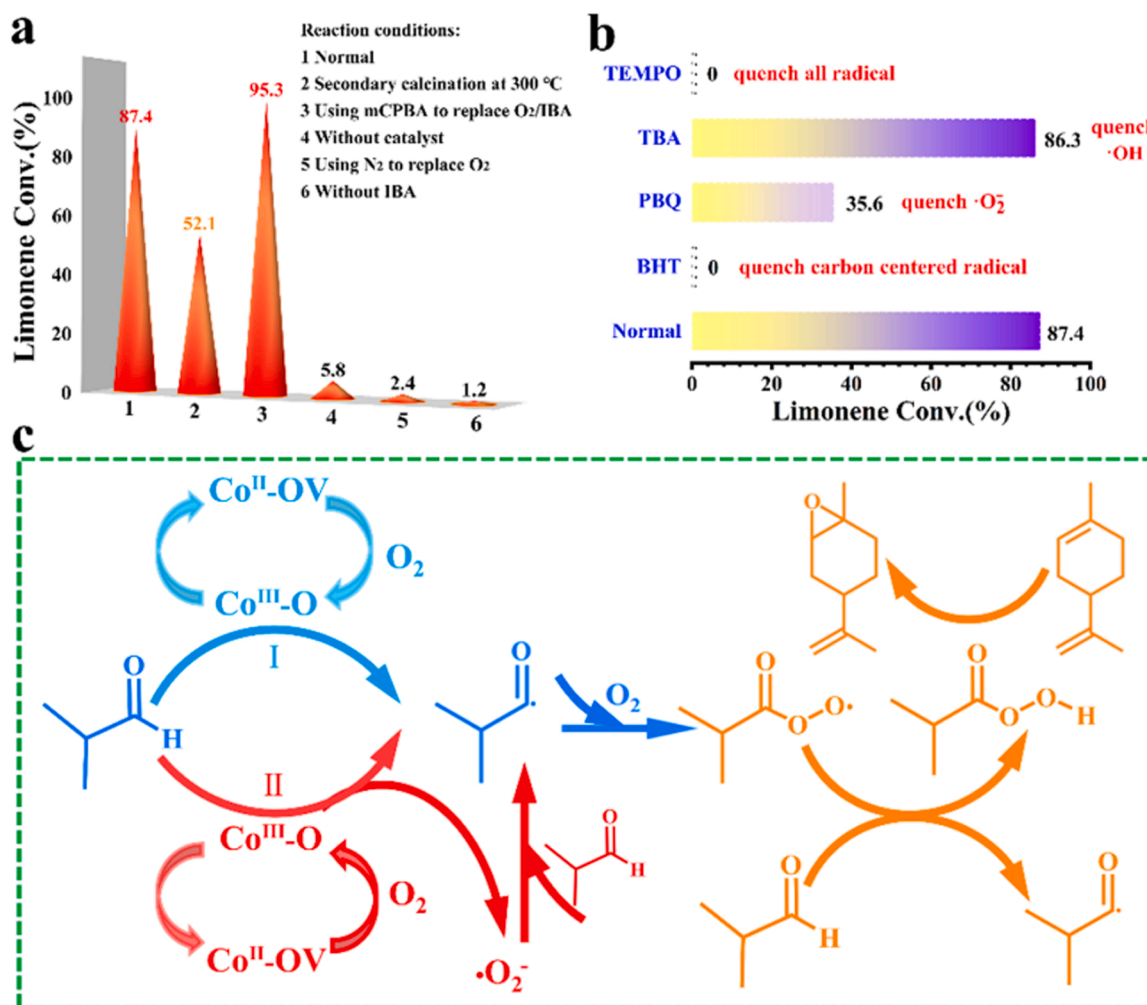 a
Reaction conditions:
1 Normal
2 Secondary calcination at 300 °C
3 Using mCPBA to replace O₂/IBA
4 Without catalyst
5 Using N₂ to replace O₂
6 Without IBA
Limonene Conv.(%)
100
80
60
40
20
0
87.4
52.1
95.3
5.8
2.4
1.2
1 2 3 4 5 6
b
TEMPO 0 quench all radical
TBA 86.3 quench
·OH
PBQ 35.6 quench ·O₂⁻
BHT 0 quench carbon centered radical
Normal 87.4
0 20 40 60 80 100
Limonene Conv.(%)
c
Coᴵᴵ-OV
O₂
Coᴵᴵᴵ-O
I
O
H
O
·
O₂
O
O
O·
O
O
O
H
O
II
Coᴵᴵᴵ-O
O₂
Coᴵᴵ-OV
·O₂⁻
O
H
O
H
O
·